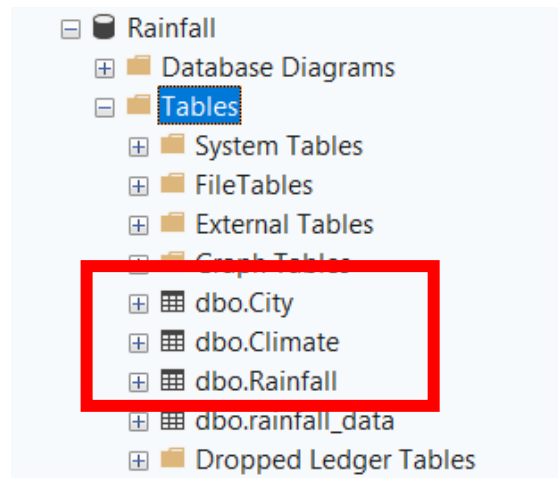 Rainfall
Database Diagrams
Tables
System Tables
FileTables
External Tables
Graph Tables
dbo.City
dbo.Climate
dbo.Rainfall
dbo.rainfall_data
Dropped Ledger Tables